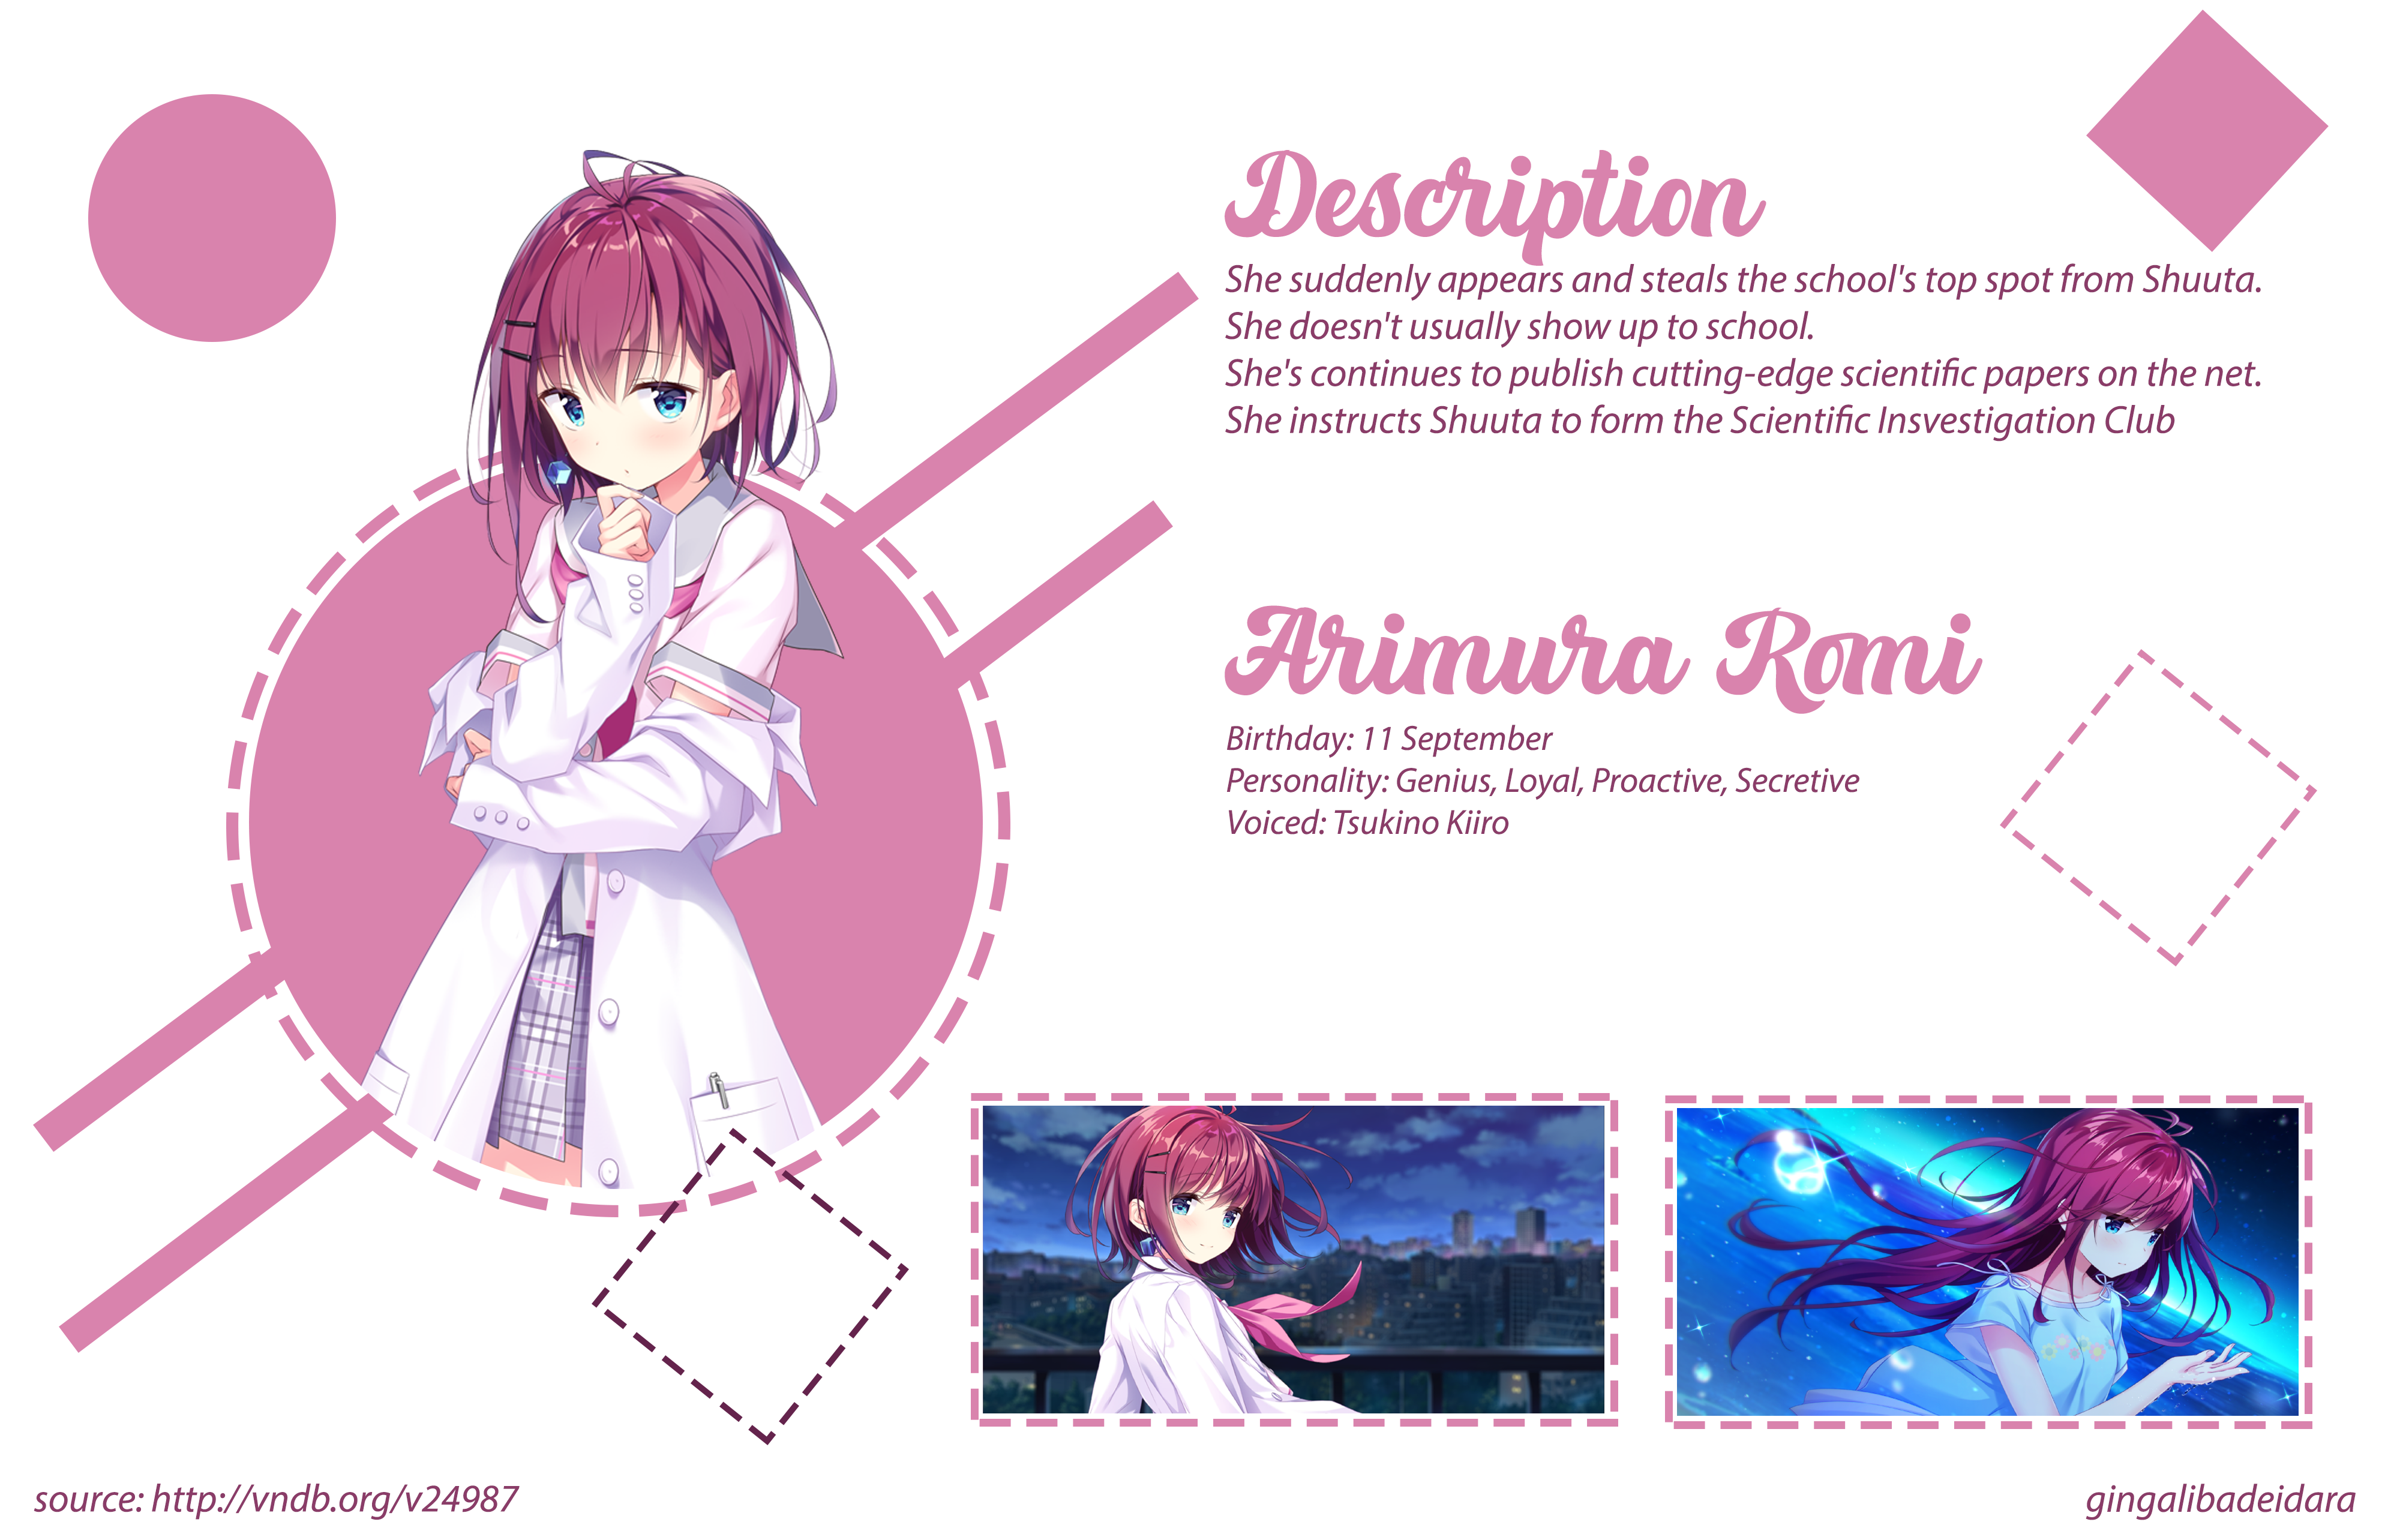 Description
She suddenly appears and steals the school's top spot from Shuuta.
She doesn't usually show up to school.
She's continues to publish cutting-edge scientific papers on the net.
She instructs Shuuta to form the Scientific Insvestigation Club
Arimura Romi
Birthday: 11 September
Personality: Genius, Loyal, Proactive, Secretive
Voiced: Tsukino Kiiro
source: http://vndb.org/v24987
gingalibadeidara